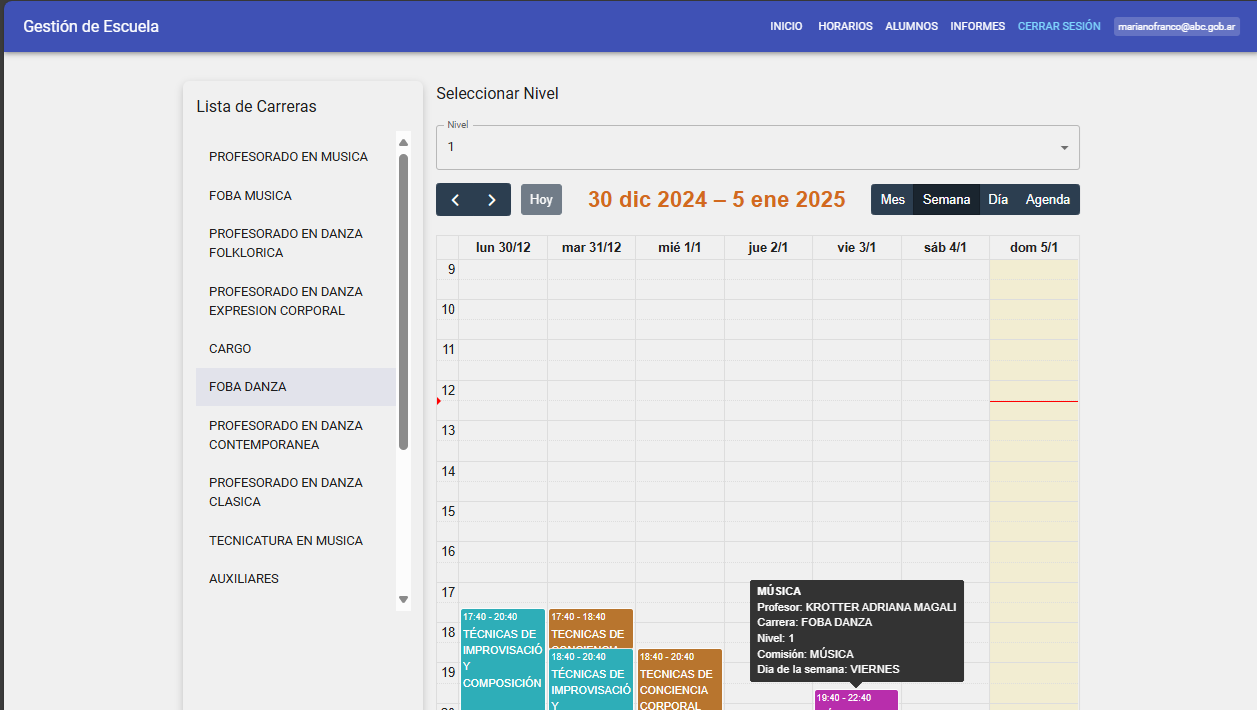 Gestión de Escuela
INICIO
HORARIOS
ALUMNOS
INFORMES
CERRAR SESIÓN
marianofranco@abc.gob.ar
Lista de Carreras
PROFESORADO EN MUSICA
FOBA MUSICA
PROFESORADO EN DANZA
FOLKLORICA
PROFESORADO EN DANZA
EXPRESION CORPORAL
CARGO
FOBA DANZA
PROFESORADO EN DANZA
CONTEMPORANEA
PROFESORADO EN DANZA
CLASICA
TECNICATURA EN MUSICA
AUXILIARES
Seleccionar Nivel
Nivel
1
Hoy
30 dic 2024 – 5 ene 2025
Mes
Semana
Día
Agenda
lun 30/12
mar 31/12
mié 1/1
jue 2/1
vie 3/1
sáb 4/1
dom 5/1
9
10
11
12
13
14
15
16
17
18
19
20
17:40 - 20:40
TÉCNICAS DE
IMPROVISACIÓ
Y
COMPOSICIÓN
17:40 - 18:40
TECNICAS DE
CONCIENCIA
18:40 - 20:40
TÉCNICAS DE
IMPROVISACIÓ
Y
18:40 - 20:40
TECNICAS DE
CONCIENCIA
CORPORAL
MÚSICA
Profesor: KROTTER ADRIANA MAGALI
Carrera: FOBA DANZA
Nivel: 1
Comisión: MÚSICA
Dia de la semana: VIERNES
19:40 - 22:40